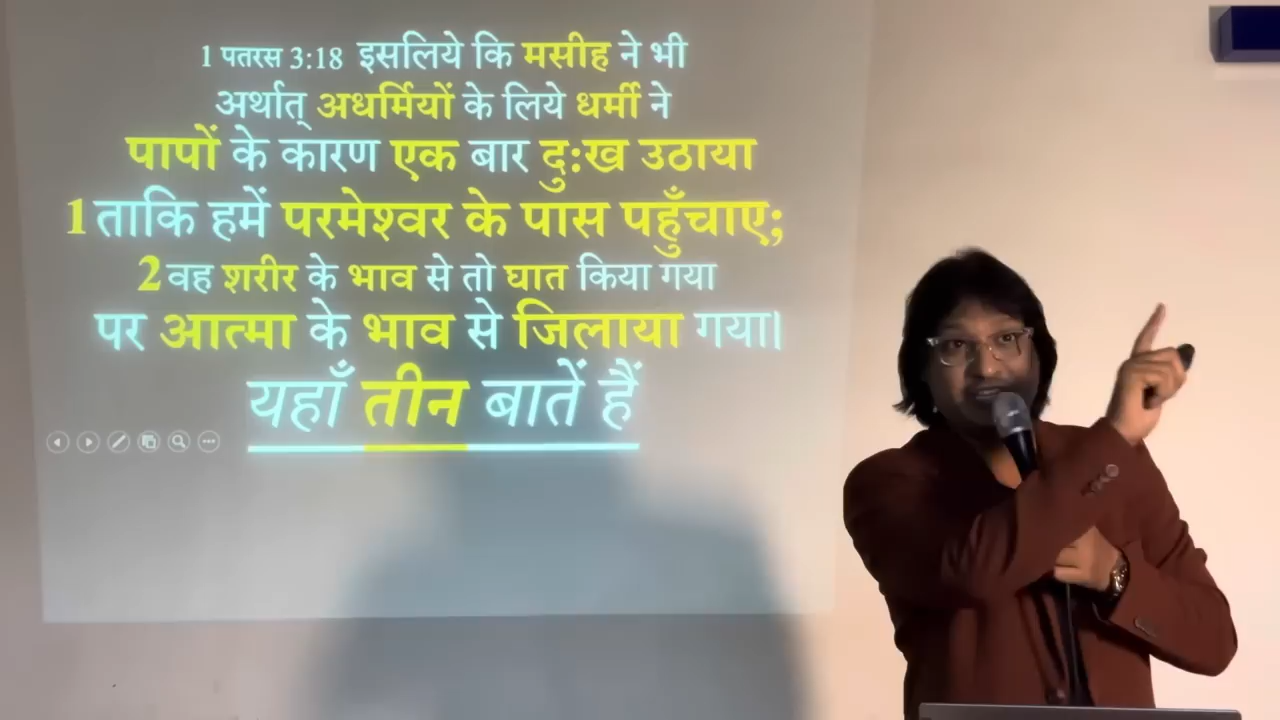 1 पतरस 3:18 इसलिये कि मसीह ने भी
अर्थात् अधर्मियों के लिये धर्मी ने
पापों के कारण एक बार दुःख उठाया
1 ताकि हमें परमेश्वर के पास पहुँचाए;
2 वह शरीर के भाव से तो घात किया गया
पर आत्मा के भाव से जिलाया गया।
यहाँ तीन बातें हैं